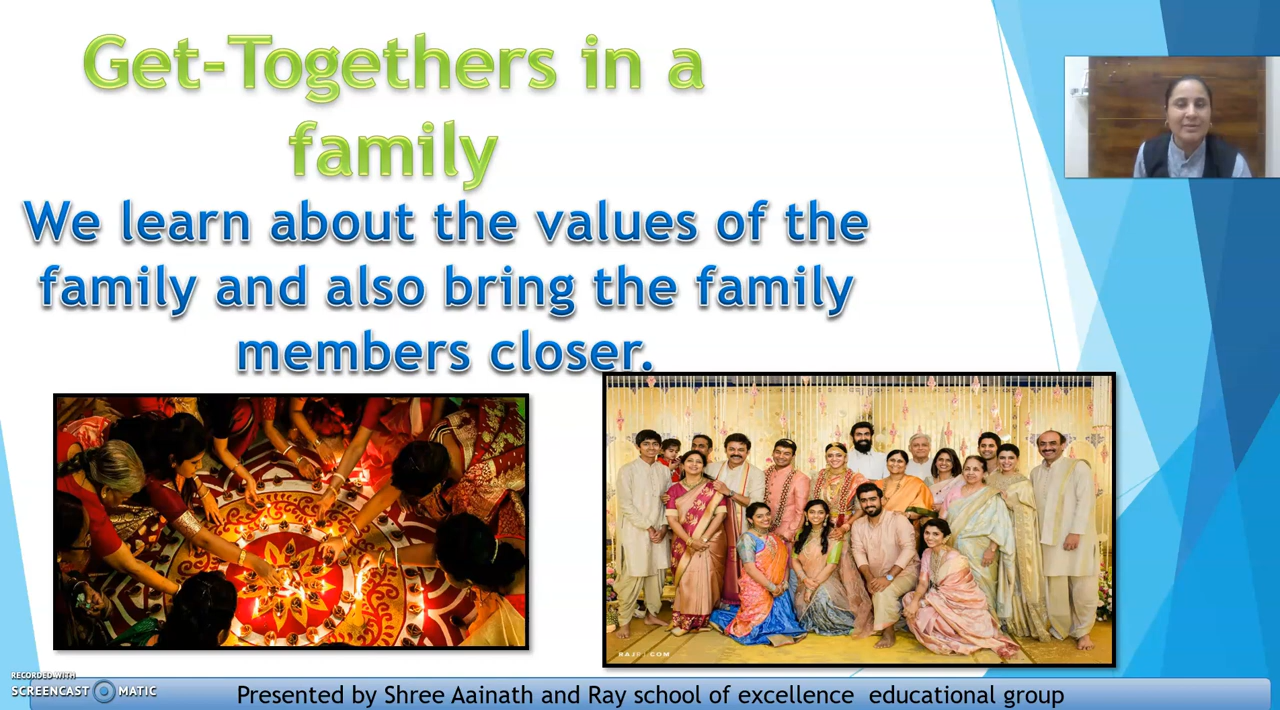 Get-Togethers in a
family
We learn about the values of the
family and also bring the family
members closer.
RECORDED WITH
SCREENCAST MATIC
Presented by Shree Aainath and Ray school of excellence educational group